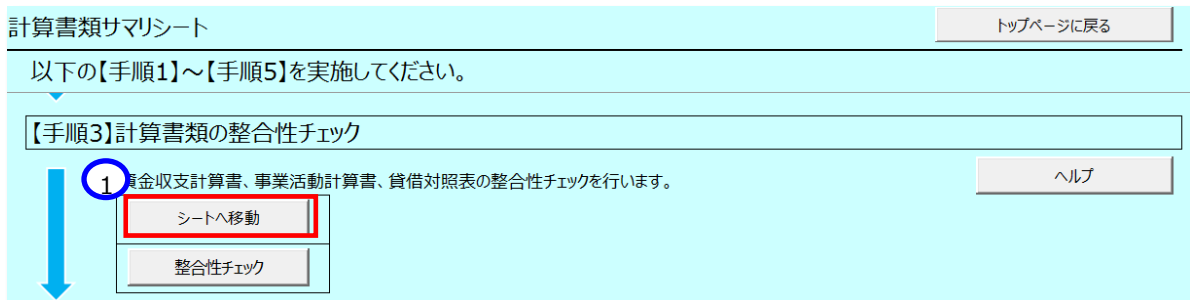 計算書類サマリシート
トップページに戻る
以下の【手順1】～【手順5】を実施してください。
【手順3】計算書類の整合性チェック
1
資金収支計算書、事業活動計算書、貸借対照表の整合性チェックを行います。
ヘルプ
シートへ移動
整合性チェック